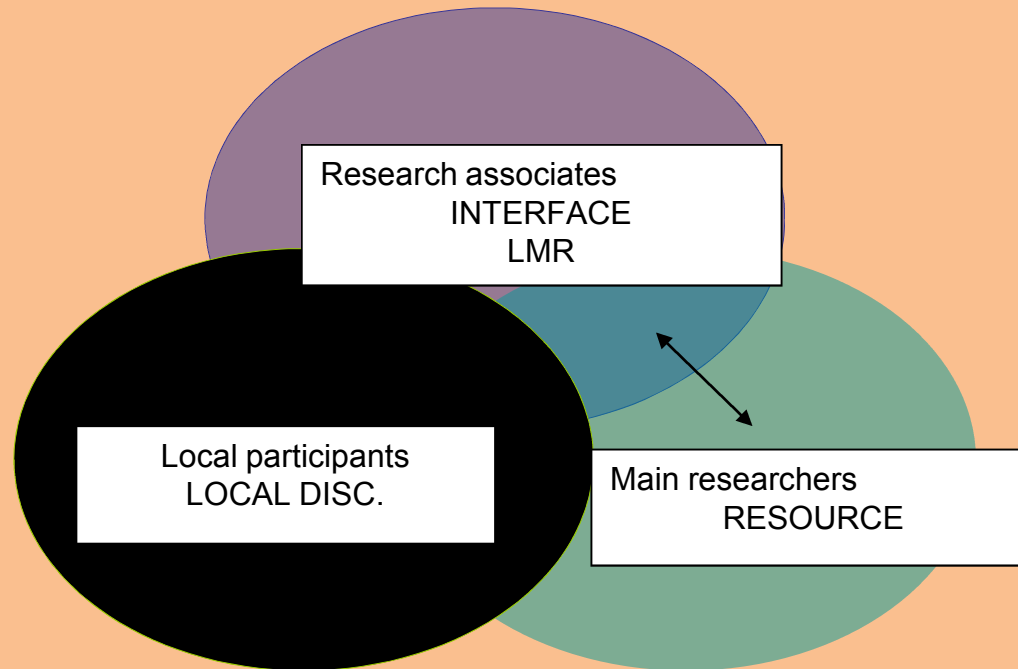 Research associates
INTERFACE
LMR
Local participants
LOCAL DISC.
Main researchers
RESOURCE